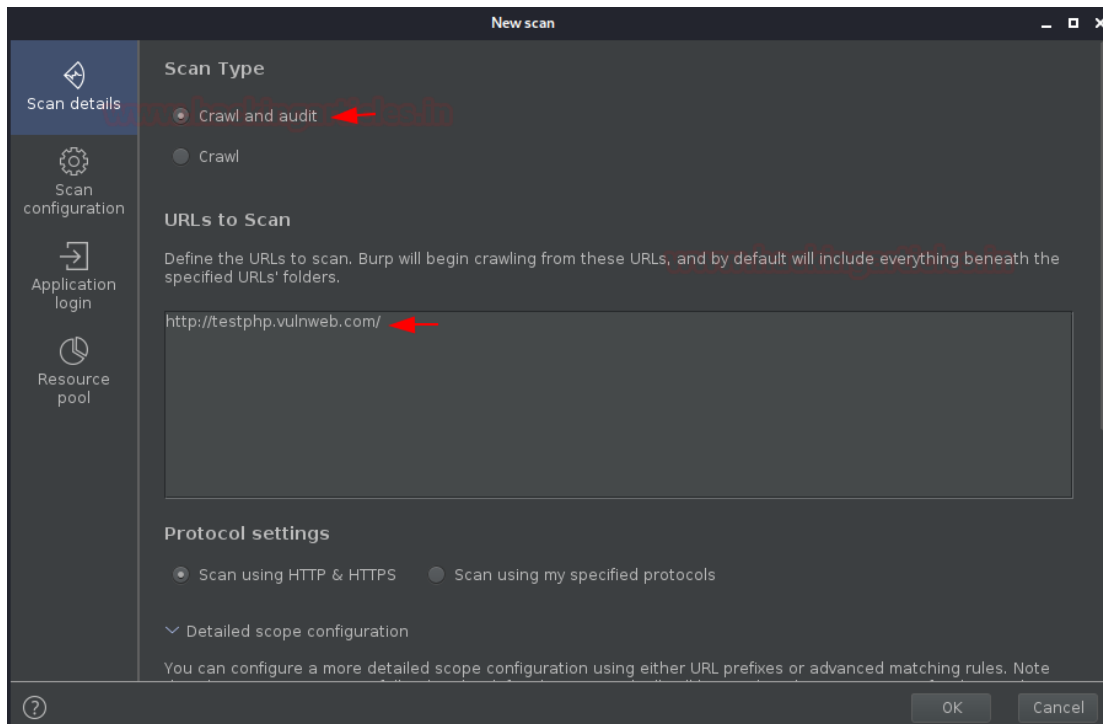 New scan
Scan details
Scan configuration
Application login
Resource pool
Scan Type
Crawl and audit
Crawl
URLs to Scan
Define the URLs to scan. Burp will begin crawling from these URLs, and by default will include everything beneath the
specified URLs' folders.
http://testphp.vulnweb.com/
Protocol settings
Scan using HTTP & HTTPS
Scan using my specified protocols
Detailed scope configuration
You can configure a more detailed scope configuration using either URL prefixes or advanced matching rules. Note
OK
Cancel